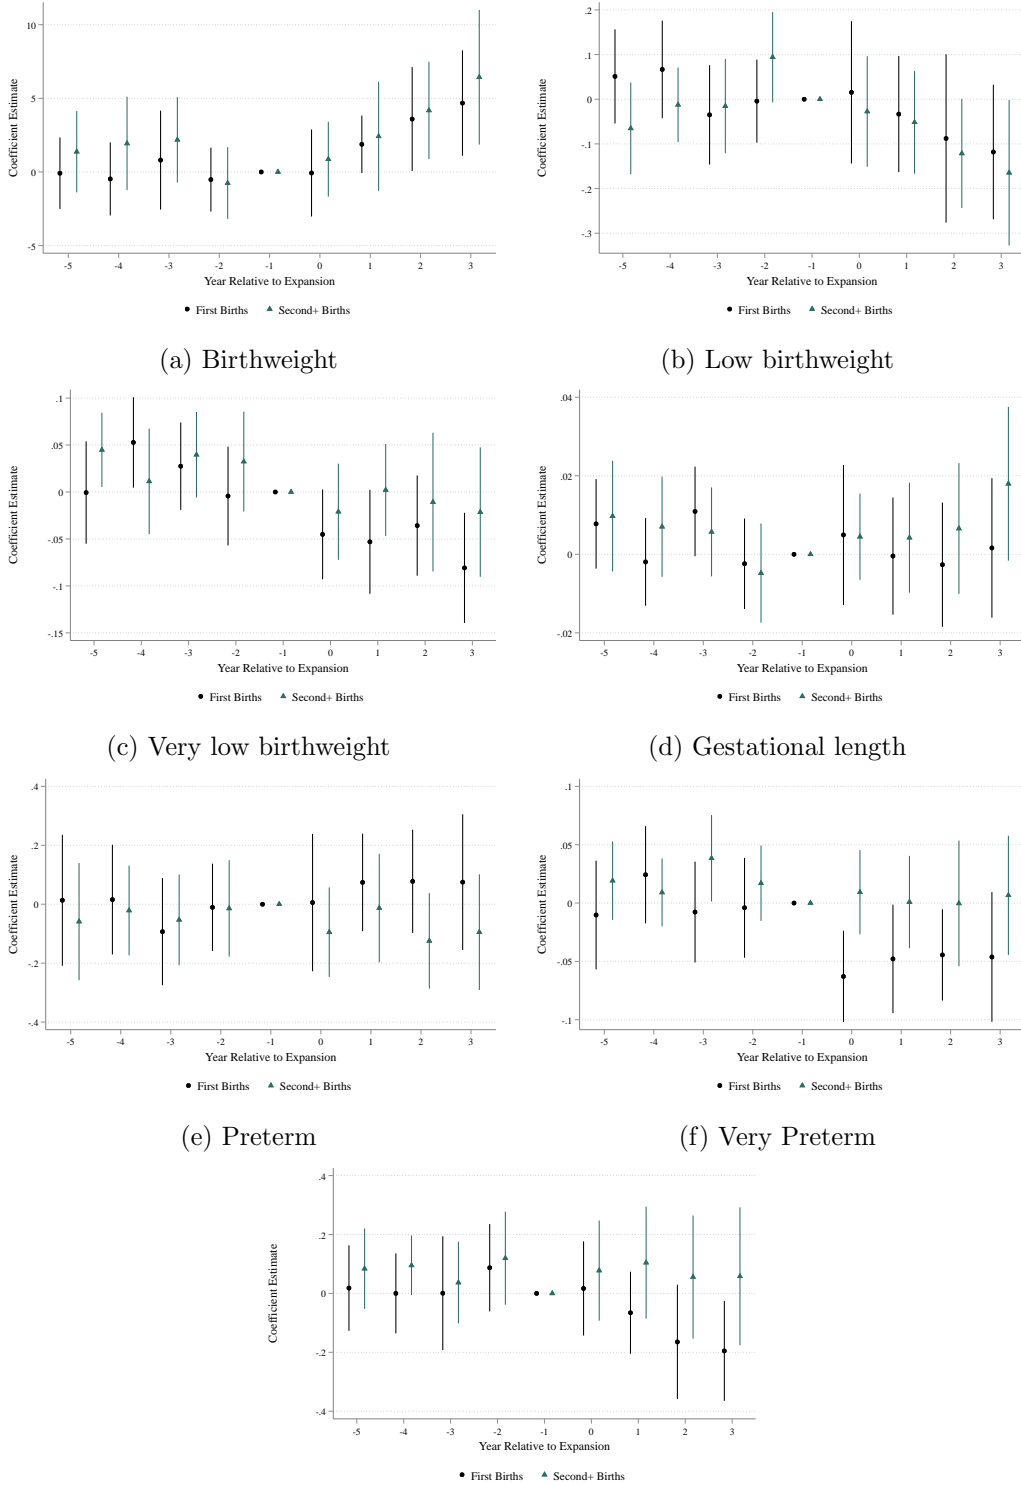 10
5
0
-5
Coefficient Estimate
-5 -4 -3 -2 -1 0 1 2 3
Year Relative to Expansion
First Births Second+ Births
(a) Birthweight
.2
.1
0
-.1
-.2
-.3
Coefficient Estimate
-5 -4 -3 -2 -1 0 1 2 3
Year Relative to Expansion
First Births Second+ Births
(b) Low birthweight
.1
.05
0
-.05
-.1
-.15
Coefficient Estimate
-5 -4 -3 -2 -1 0 1 2 3
Year Relative to Expansion
First Births Second+ Births
(c) Very low birthweight
.04
.02
0
-.02
Coefficient Estimate
-5 -4 -3 -2 -1 0 1 2 3
Year Relative to Expansion
First Births Second+ Births
(d) Gestational length
.4
.2
0
-.2
-.4
Coefficient Estimate
-5 -4 -3 -2 -1 0 1 2 3
Year Relative to Expansion
First Births Second+ Births
(e) Preterm
.1
.05
0
-.05
-.1
Coefficient Estimate
-5 -4 -3 -2 -1 0 1 2 3
Year Relative to Expansion
First Births Second+ Births
(f) Very Preterm
.4
.2
0
-.2
-.4
Coefficient Estimate
-5 -4 -3 -2 -1 0 1 2 3
Year Relative to Expansion
First Births Second+ Births